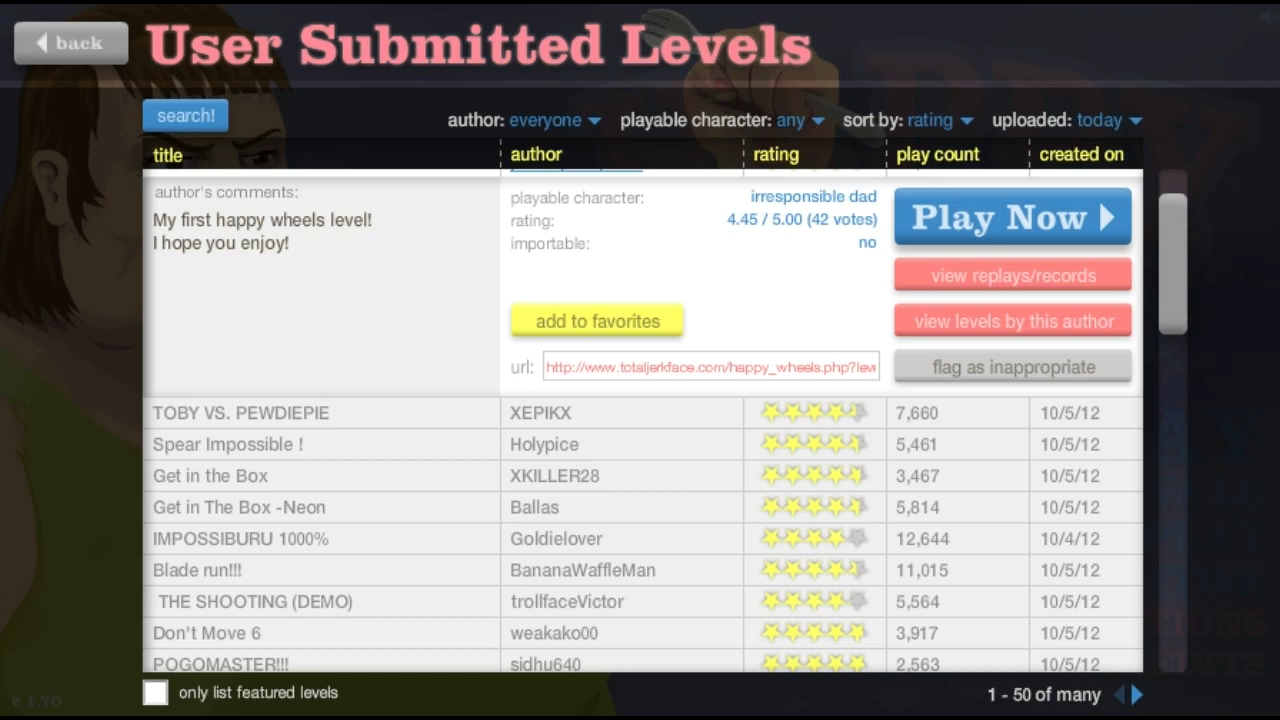 back
User Submitted Levels
search!
author: everyone playable character: any sort by: rating uploaded: today
title author rating play count created on
author's comments:
My first happy wheels level!
I hope you enjoy!
playable character: irresponsible dad
rating: 4.45 / 5.00 (42 votes)
importable: no
Play Now
view replays/records
add to favorites
view levels by this author
url: http://www.totaljerkface.com/happy_wheels.php?leve
flag as inappropriate
TOBY VS. PEWDIEPIE XEPIKX 7,660 10/5/12
Spear Impossible ! Holypice 5,461 10/5/12
Get in the Box XKILLER28 3,467 10/5/12
Get in The Box -Neon Ballas 5,814 10/5/12
IMPOSSIBURU 1000% Goldielover 12,644 10/4/12
Blade run!!! BananaWaffleMan 11,015 10/5/12
THE SHOOTING (DEMO) trollfaceVictor 5,564 10/5/12
Don't Move 6 weakako00 3,917 10/5/12
POGOMASTER!!! sidhu640 2,563 10/5/12
only list featured levels
1 - 50 of many
v 1.70